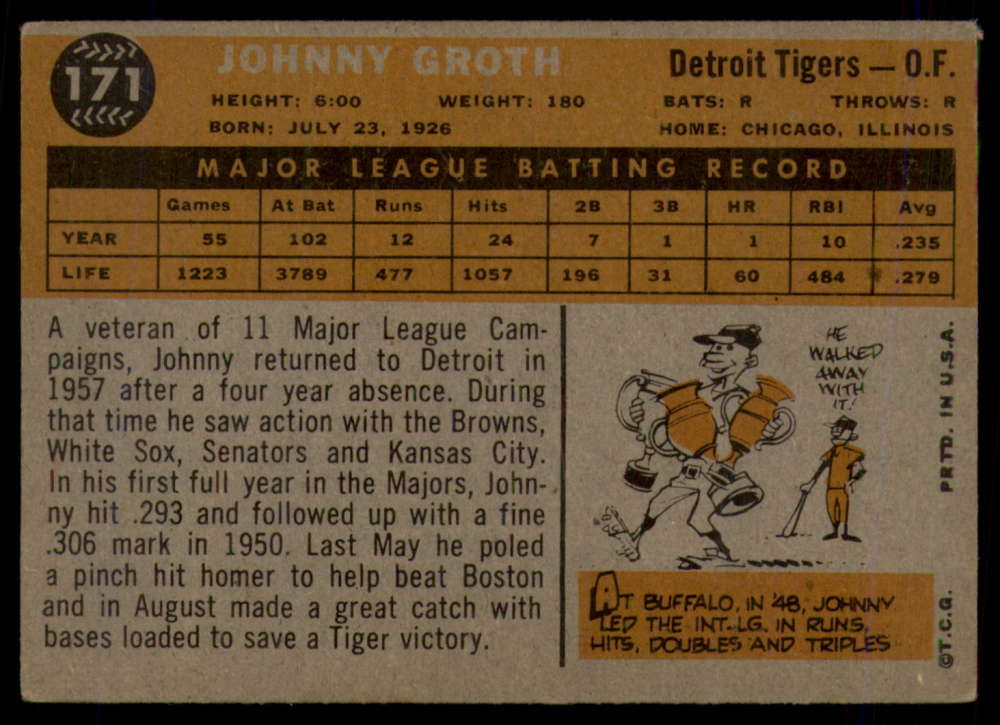 171
JOHNNY GROTH
Detroit Tigers — O.F.
HEIGHT: 6:00 WEIGHT: 180 BATS: R THROWS: R
BORN: JULY 23, 1926 HOME: CHICAGO, ILLINOIS
MAJOR LEAGUE BATTING RECORD
Games At Bat Runs Hits 2B 3B HR RBI Avg
YEAR 55 102 12 24 7 1 1 10 .235
LIFE 1223 3789 477 1057 196 31 60 484 .279
A veteran of 11 Major League Cam-
paigns, Johnny returned to Detroit in
1957 after a four year absence. During
that time he saw action with the Browns,
White Sox, Senators and Kansas City.
In his first full year in the Majors, John-
ny hit .293 and followed up with a fine
.306 mark in 1950. Last May he poled
a pinch hit homer to help beat Boston
and in August made a great catch with
bases loaded to save a Tiger victory.
HE
WALKED
AWAY
WITH
IT!
AT BUFFALO, IN '48, JOHNNY
LED THE INT. LG. IN RUNS,
HITS, DOUBLES AND TRIPLES
©T.C.G. PRTD. IN U.S.A.